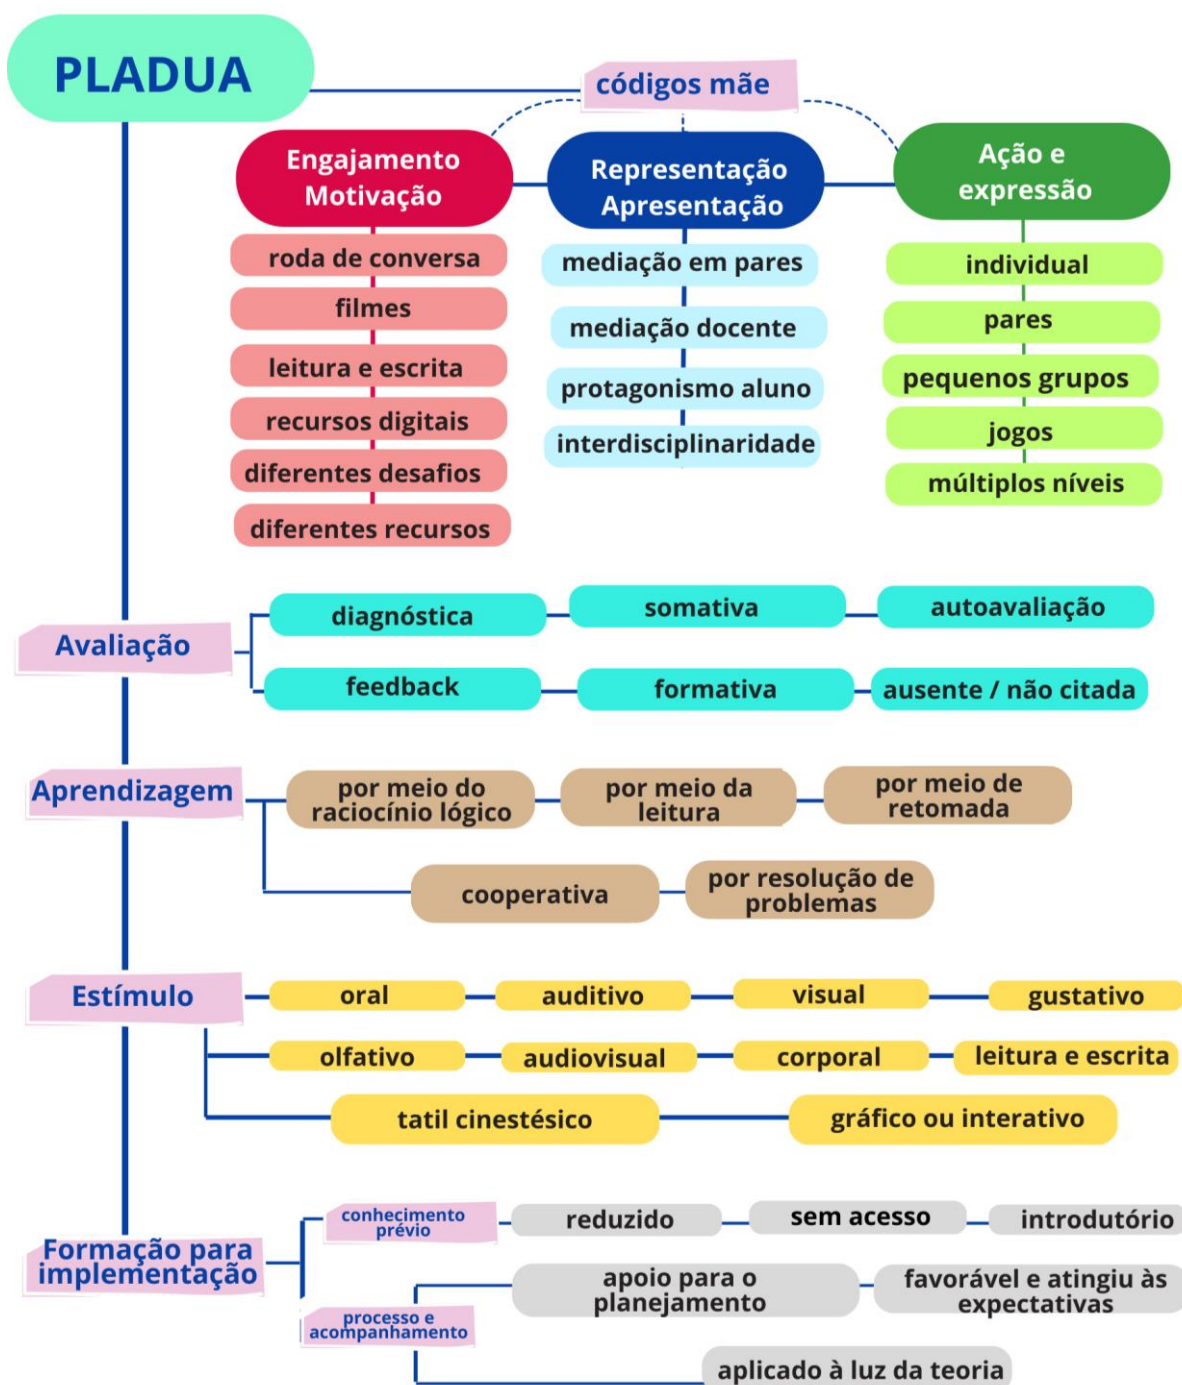 PLADUA
códigos mãe
Engajamento
Motivação
Representação
Apresentação
Ação e
expressão
roda de conversa
filmes
leitura e escrita
recursos digitais
diferentes desafios
diferentes recursos
mediação em pares
mediação docente
protagonismo aluno
interdisciplinaridade
individual
pares
pequenos grupos
jogos
múltiplos níveis
Avaliação
diagnóstica
somativa
autoavaliação
feedback
formativa
ausente / não citada
Aprendizagem
por meio do
raciocínio lógico
por meio da
leitura
por meio de
retomada
cooperativa
por resolução de
problemas
Estímulo
oral
auditivo
visual
gustativo
olfativo
audiovisual
corporal
leitura e escrita
tatil cinestésico
gráfico ou interativo
Formação para
implementação
conhecimento
prévio
reduzido
sem acesso
introdutório
processo e
acompanhamento
apoio para o
planejamento
favorável e atingiu às
expectativas
aplicado à luz da teoria